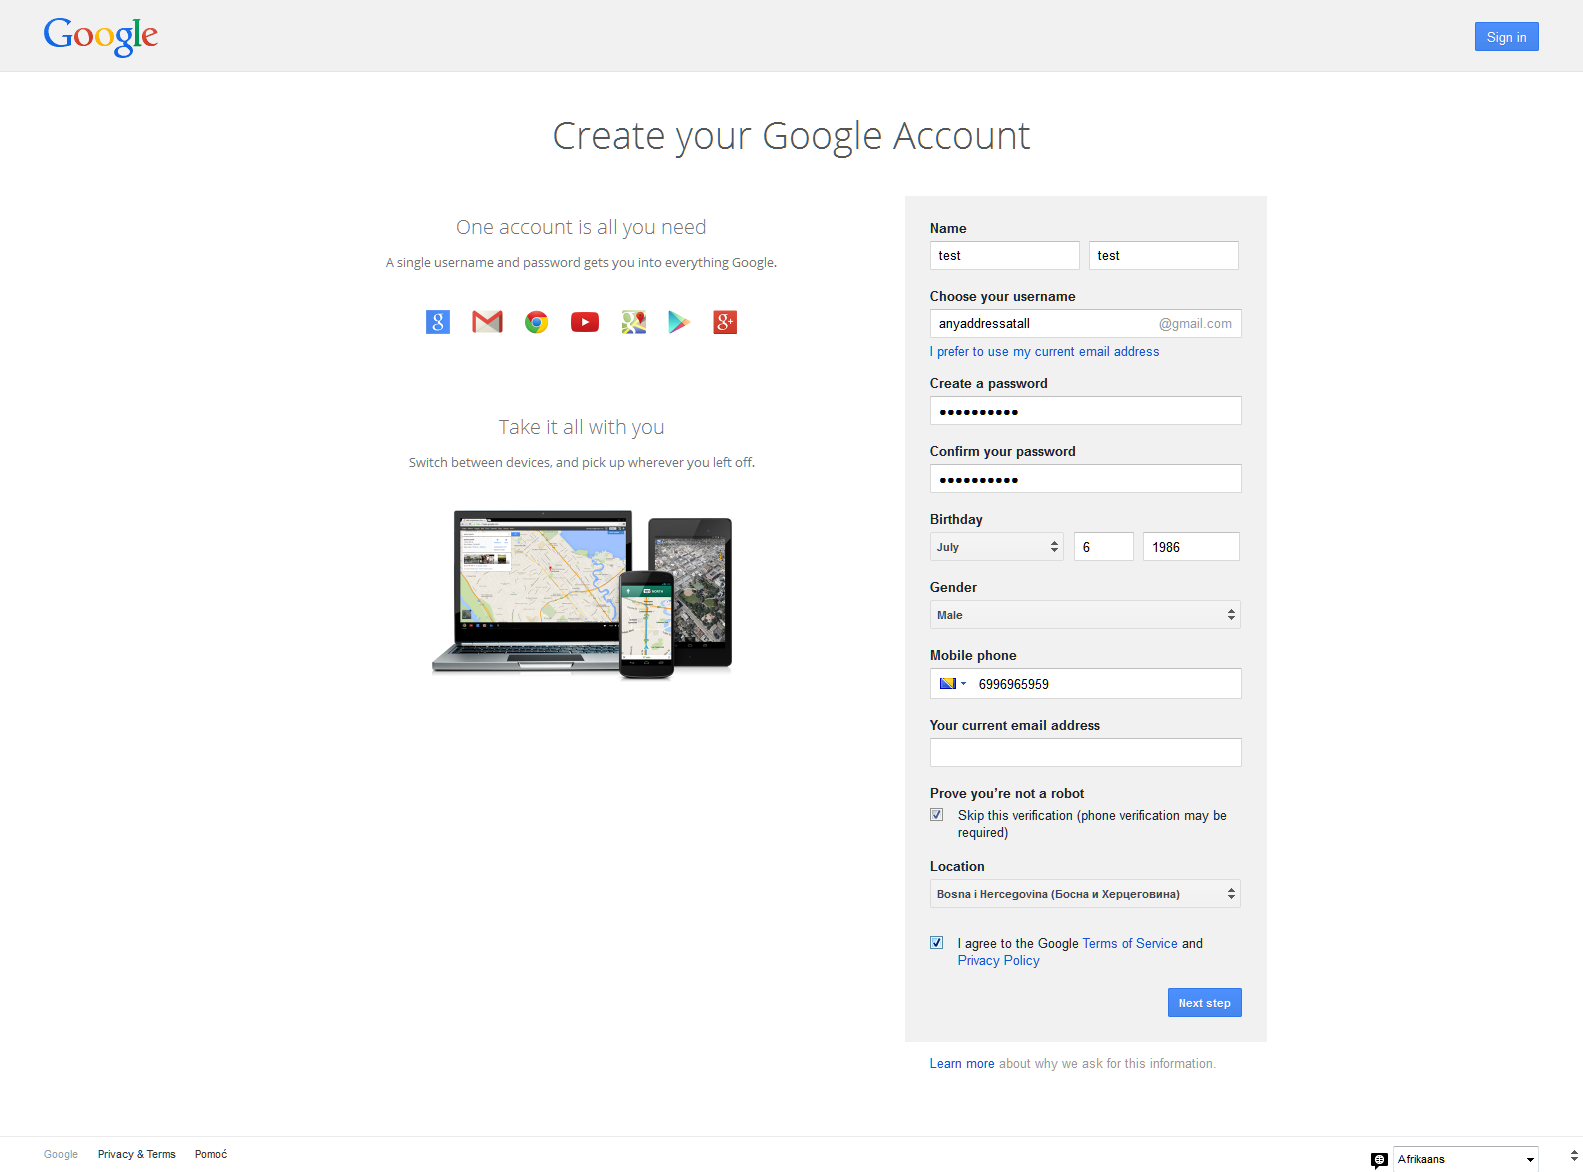 Google
Sign in
Create your Google Account
One account is all you need
A single username and password gets you into everything Google.
Take it all with you
Switch between devices, and pick up wherever you left off.
Name
test test
Choose your username
anyaddressatall @gmail.com
I prefer to use my current email address
Create a password
●●●●●●●●●●
Confirm your password
●●●●●●●●●●
Birthday
July 6 1986
Gender
Male
Mobile phone
6996965959
Your current email address
Prove you're not a robot
Skip this verification (phone verification may be
required)
Location
Bosna i Hercegovina (Босна и Херцеговина)
I agree to the Google Terms of Service and
Privacy Policy
Next step
Learn more about why we ask for this information.
Google Privacy & Terms Pomoć
Afrikaans